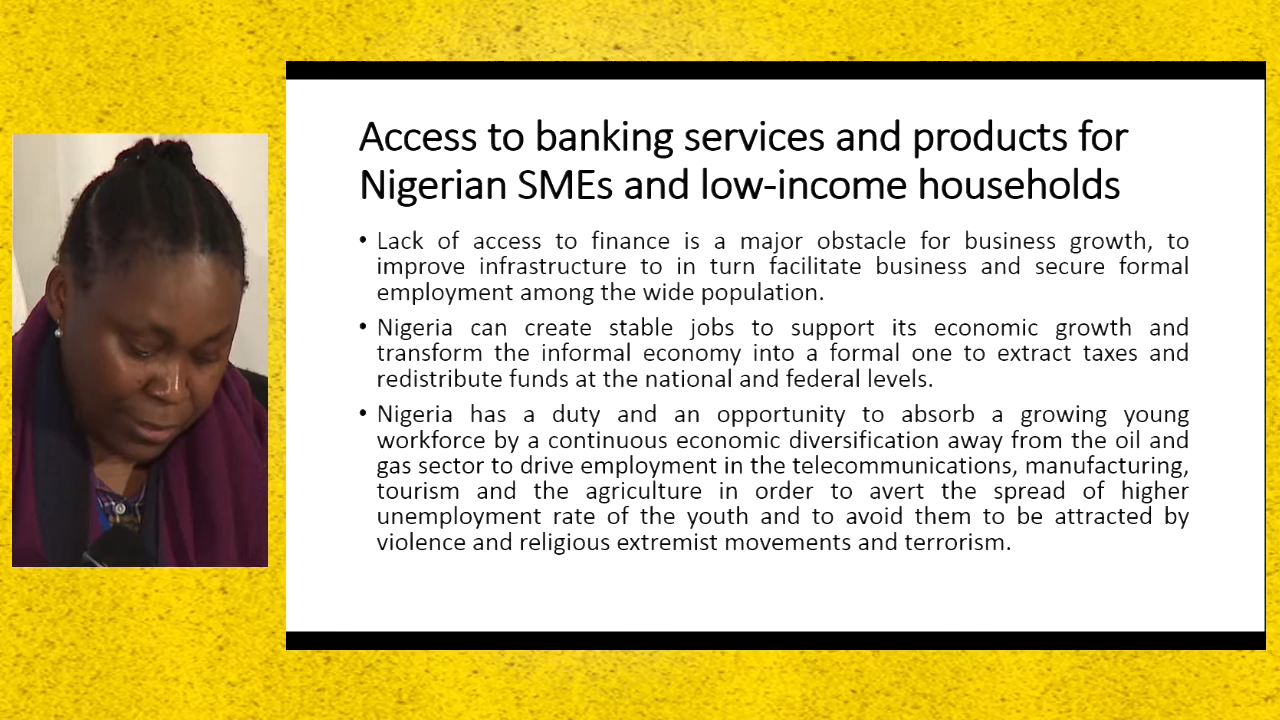 Access to banking services and products for
Nigerian SMEs and low-income households
• Lack of access to finance is a major obstacle for business growth, to
improve infrastructure to in turn facilitate business and secure formal
employment among the wide population.
• Nigeria can create stable jobs to support its economic growth and
transform the informal economy into a formal one to extract taxes and
redistribute funds at the national and federal levels.
• Nigeria has a duty and an opportunity to absorb a growing young
workforce by a continuous economic diversification away from the oil and
gas sector to drive employment in the telecommunications, manufacturing,
tourism and the agriculture in order to avert the spread of higher
unemployment rate of the youth and to avoid them to be attracted by
violence and religious extremist movements and terrorism.